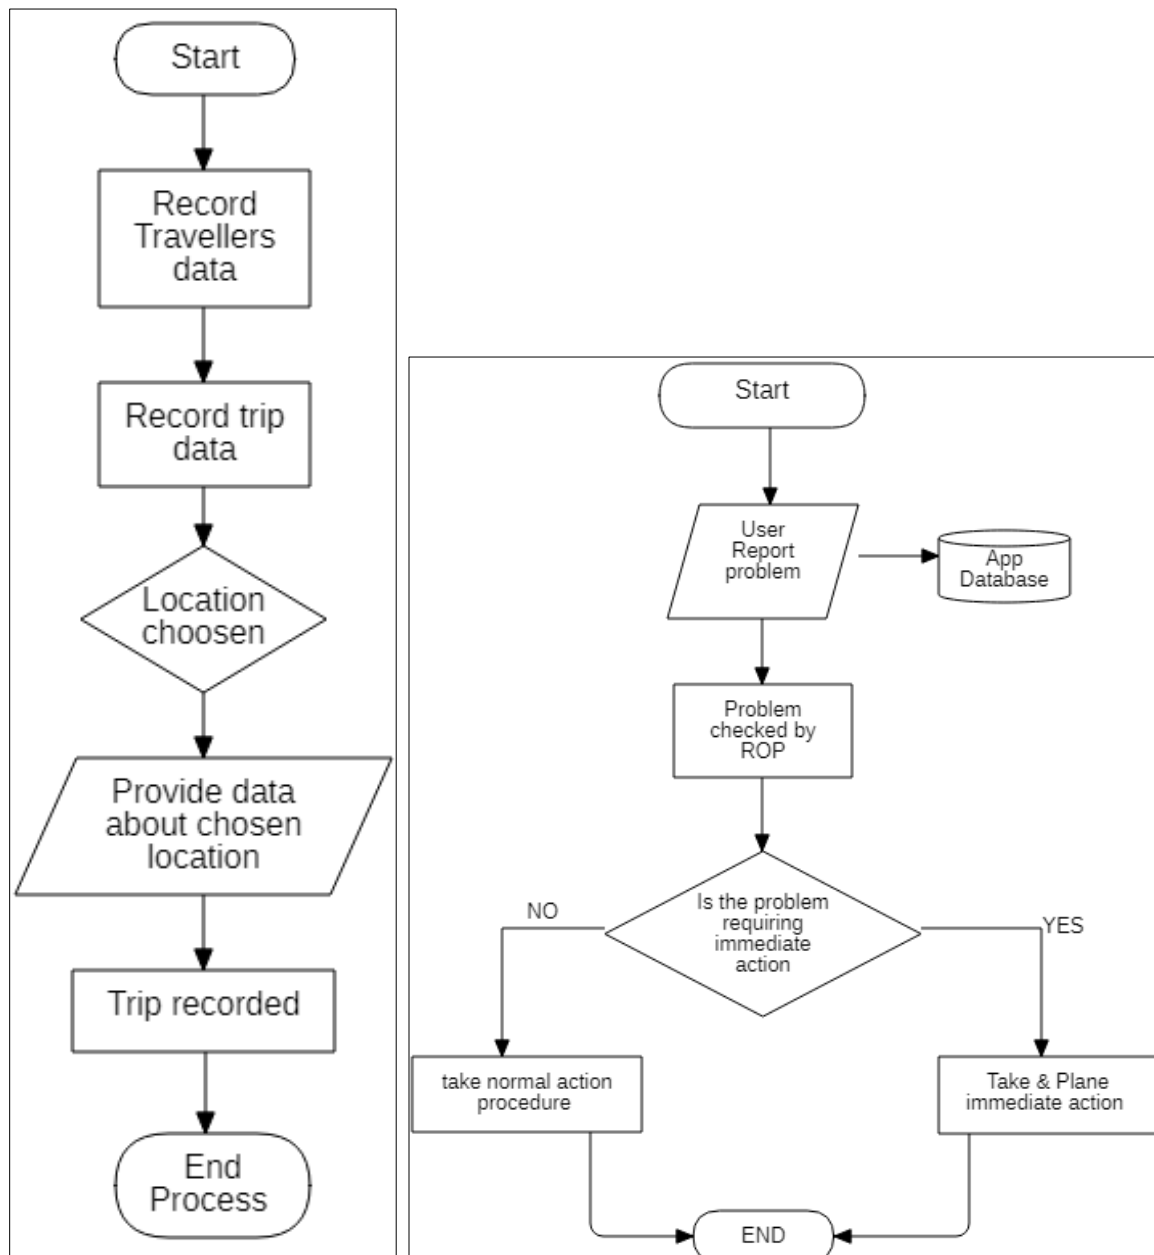 Start
Record
Travellers
data
Record trip
data
Location
choosen
Provide data
about chosen
location
Trip recorded
End
Process
Start
User
Report
problem
App
Database
Problem
checked by
ROP
Is the problem
requiring
immediate
action
NO
YES
take normal action
procedure
Take & Plane
immediate action
END